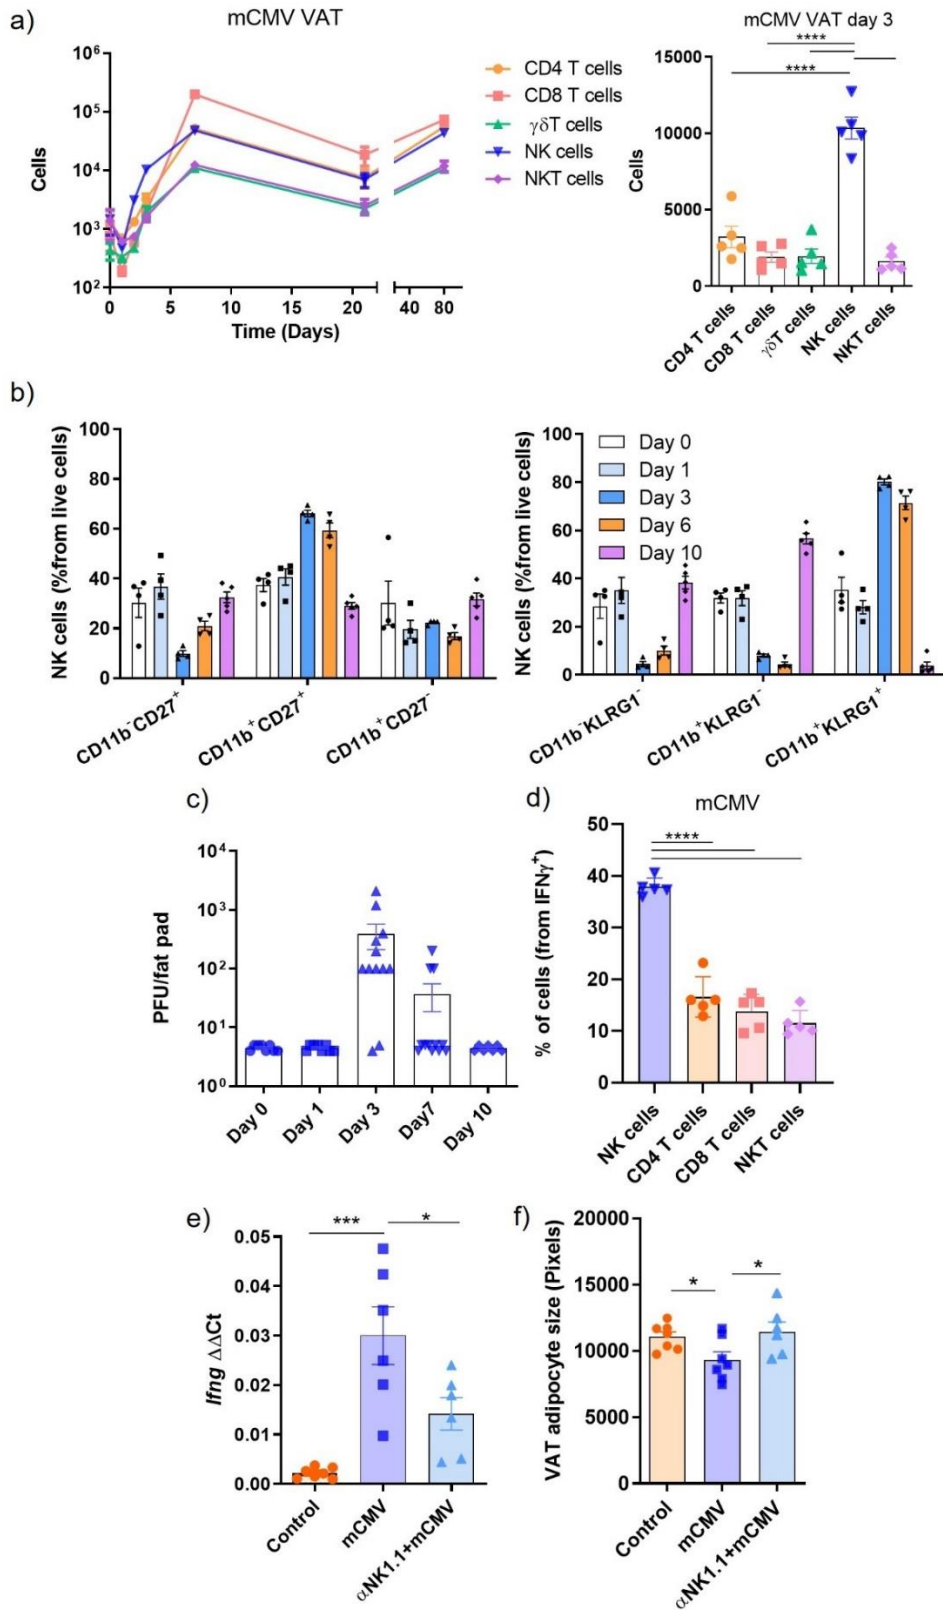 a)
mCMV VAT
Cells
10⁶
10⁵
10⁴
10³
10²
0 5 10 15 20 40 80
Time (Days)
CD4 T cells
CD8 T cells
γδT cells
NK cells
NKT cells
mCMV VAT day 3
****
****
Cells
15000
10000
5000
0
CD4 T cells
CD8 T cells
γδT cells
NK cells
NKT cells
b)
NK cells (%from live cells)
100
80
60
40
20
0
CD11b⁻CD27⁺
CD11b⁺CD27⁺
CD11b⁺CD27⁻
NK cells (%from live cells)
100
80
60
40
20
0
Day 0
Day 1
Day 3
Day 6
Day 10
CD11b⁻KLRG1⁻
CD11b⁺KLRG1⁻
CD11b⁺KLRG1⁺
c)
PFU/fat pad
10⁴
10³
10²
10¹
10⁰
Day 0
Day 1
Day 3
Day7
Day 10
d)
mCMV
****
% of cells (from IFNγ⁺)
50
40
30
20
10
0
NK cells
CD4 T cells
CD8 T cells
NKT cells
e)
Ifng ΔΔCt
0.05
0.04
0.03
0.02
0.01
0.00
***
*
Control
mCMV
αNK1.1+mCMV
f)
VAT adipocyte size (Pixels)
20000
15000
10000
5000
0
*
*
Control
mCMV
αNK1.1+mCMV